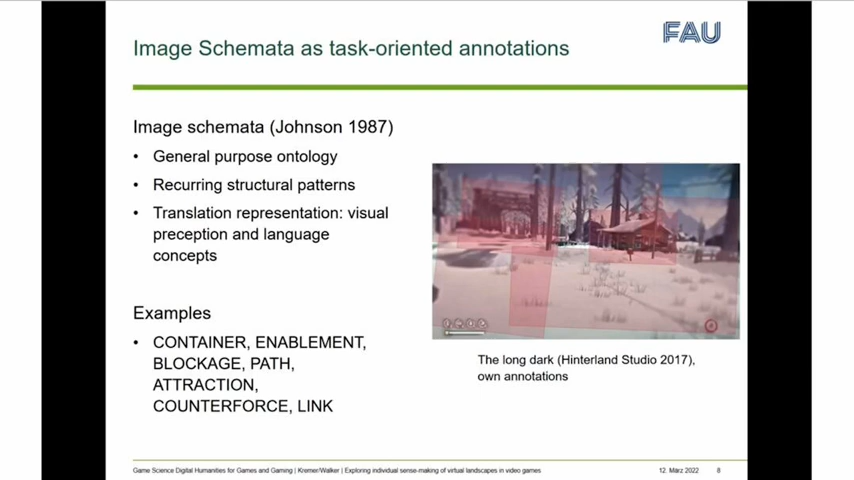 Image Schemata as task-oriented annotations
FAU
Image schemata (Johnson 1987)
• General purpose ontology
• Recurring structural patterns
• Translation representation: visual
preception and language
concepts
Examples
• CONTAINER, ENABLEMENT,
BLOCKAGE, PATH,
ATTRACTION,
COUNTERFORCE, LINK
The long dark (Hinterland Studio 2017),
own annotations
Game Science Digital Humanities for Games and Gaming | Kremer/Walker | Exploring individual sense-making of virtual landscapes in video games
12. März 2022
8